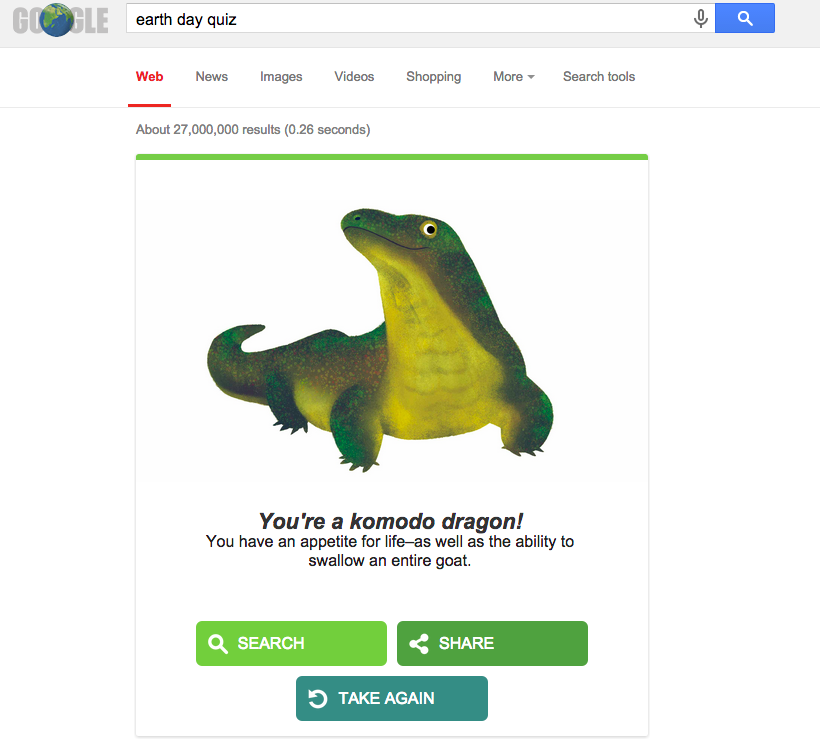 GOOGLE
earth day quiz
Web News Images Videos Shopping More Search tools
About 27,000,000 results (0.26 seconds)
You're a komodo dragon!
You have an appetite for life–as well as the ability to
swallow an entire goat.
SEARCH SHARE
TAKE AGAIN